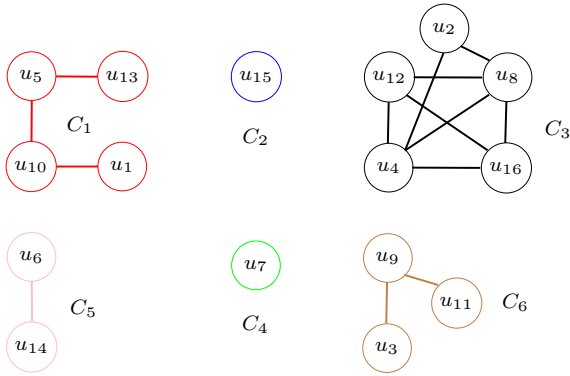 u₂
u₅ u₁₃ u₁₅ u₁₂ u₈
C₁ C₂ C₃
u₁₀ u₁ u₄ u₁₆
u₆ u₇ u₉
C₅ C₄ u₁₁ C₆
u₁₄ u₃